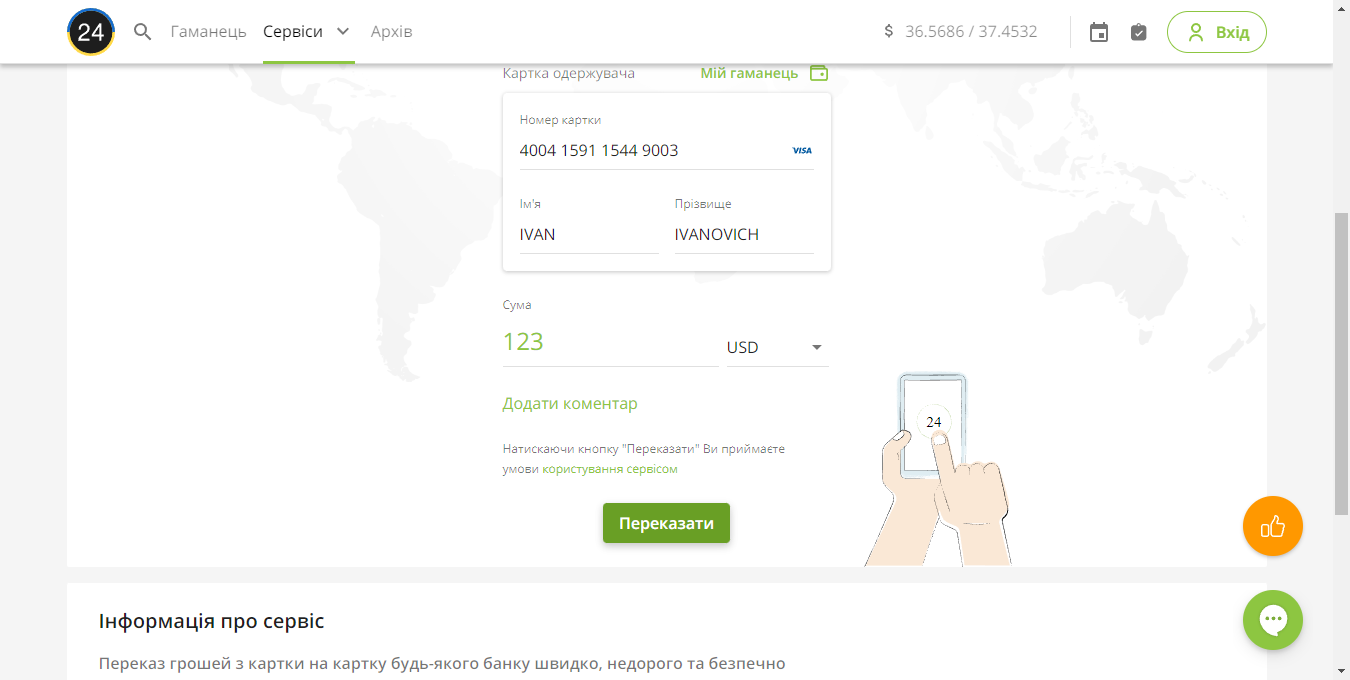 24 Гаманець Сервіси Архів $ 36.5686 / 37.4532 Вхід
Картка одержувача Мій гаманець
Номер картки
4004 1591 1544 9003 VISA
Ім'я Прізвище
IVAN IVANOVICH
Сума
123 USD
Додати коментар
24
Натискаючи кнопку "Переказати" Ви приймаєте
умови користування сервісом
Переказати
Інформація про сервіс
Переказ грошей з картки на картку будь-якого банку швидко, недорого та безпечно